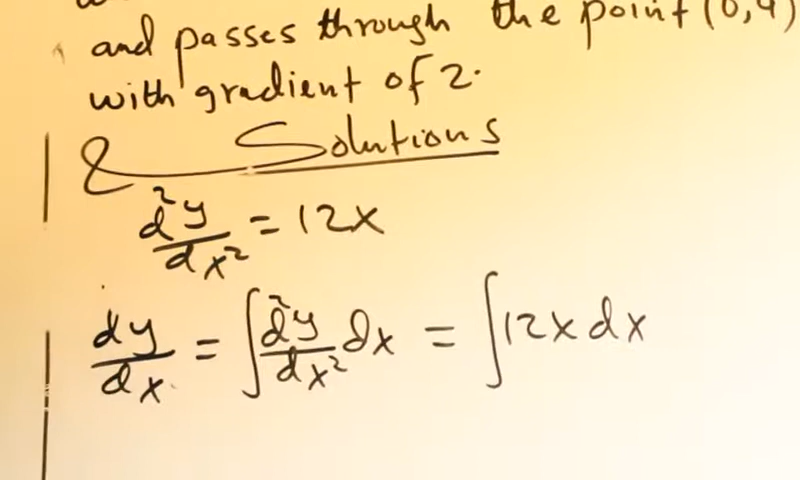 and passes through the point (0,4)
with gradient of 2.
Solutions
d²y/dx² = 12x
dy/dx = ∫ d²y/dx² dx = ∫12x dx